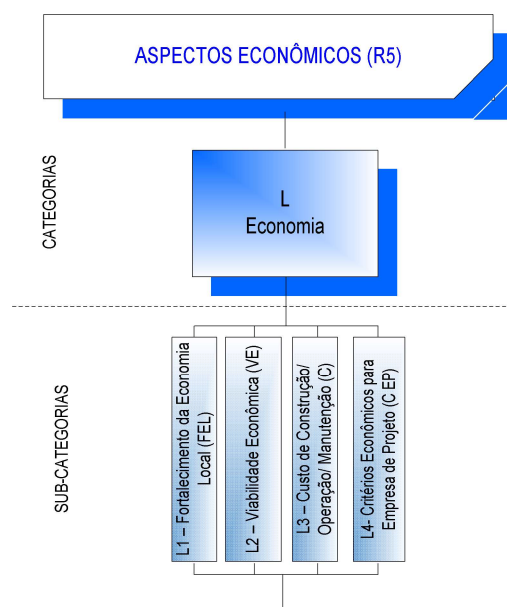 ASPECTOS ECONÔMICOS (R5)
CATEGORIAS
L
Economia
SUB-CATEGORIAS
L1 – Fortalecimento da Economia
Local (FEL)
L2 – Viabilidade Econômica (VE)
L3 – Custo de Construção/
Operação/ Manutenção (C)
L4- Critérios Econômicos para
Empresa de Projeto (C EP)